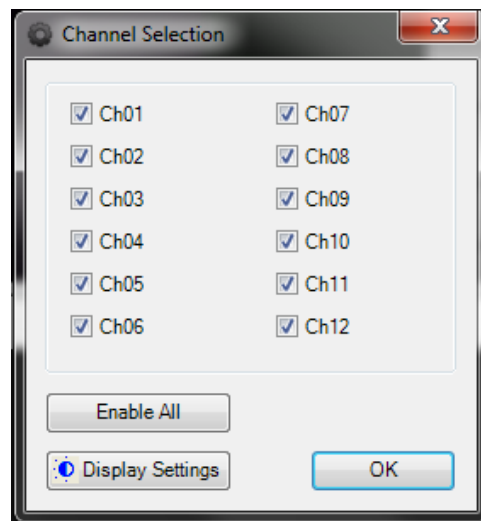 Channel Selection
Ch01
Ch02
Ch03
Ch04
Ch05
Ch06
Ch07
Ch08
Ch09
Ch10
Ch11
Ch12
Enable All
Display Settings
OK